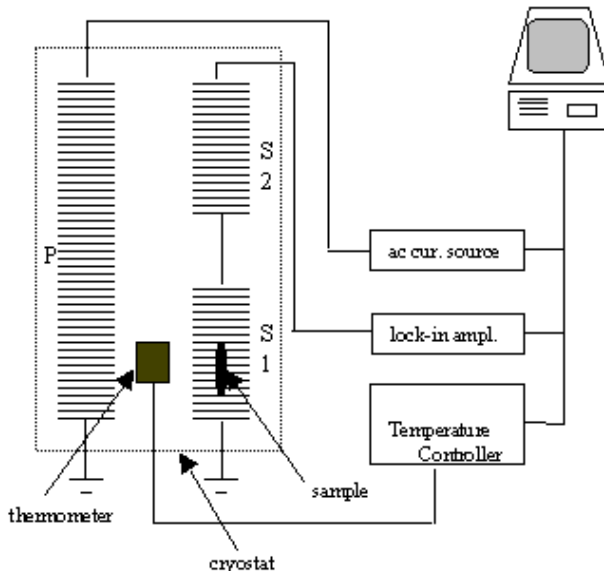 S
2
P
ac cur. source
S
1
lock-in ampl.
Temperature
Controller
sample
thermometer
cryostat